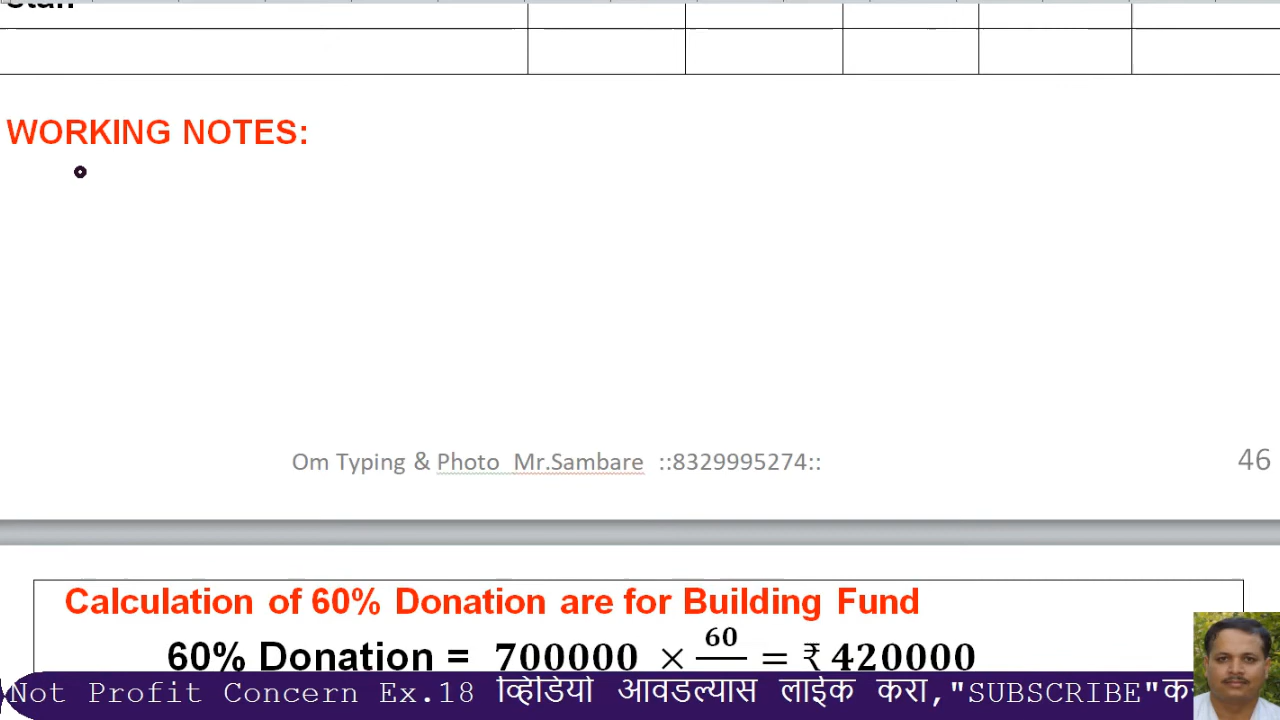 Staff
WORKING NOTES:
Om Typing & Photo Mr.Sambare ::8329995274::
46
Calculation of 60% Donation are for Building Fund
60% Donation = 700000 × 60/ = ₹ 420000
Not Profit Concern Ex.18 व्हिडियो आवडल्यास लाईक करा,"SUBSCRIBE"क